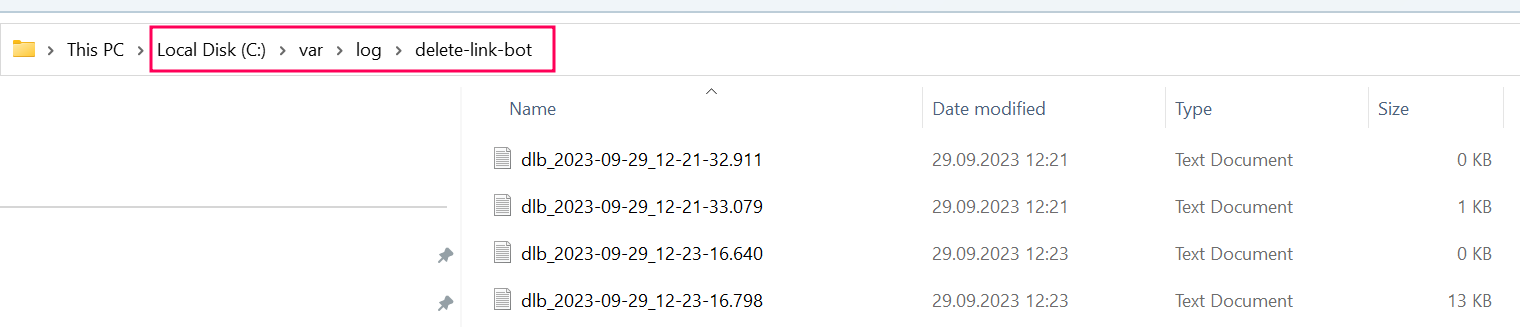 This PC > Local Disk (C:) > var > log > delete-link-bot
Name Date modified Type Size
dlb_2023-09-29_12-21-32.911 29.09.2023 12:21 Text Document 0 KB
dlb_2023-09-29_12-21-33.079 29.09.2023 12:21 Text Document 1 KB
dlb_2023-09-29_12-23-16.640 29.09.2023 12:23 Text Document 0 KB
dlb_2023-09-29_12-23-16.798 29.09.2023 12:23 Text Document 13 KB